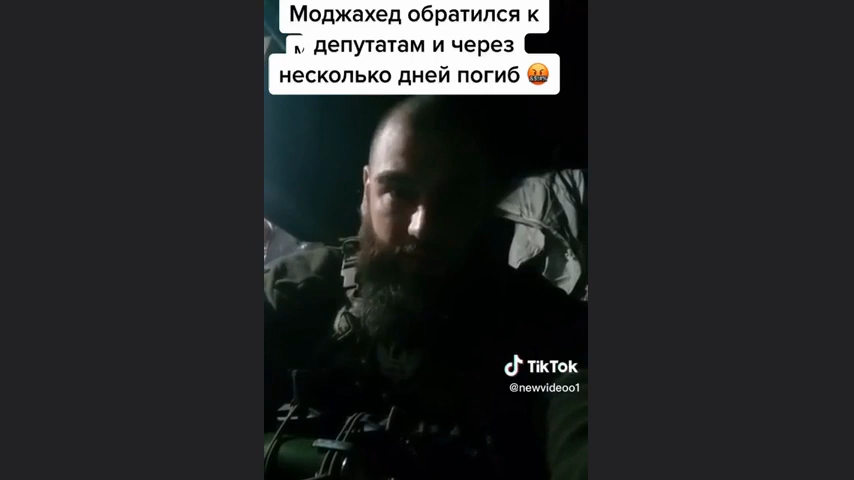 Моджахед обратился к
депутатам и через
несколько дней погиб 🤬
TikTok
@newvideoo1